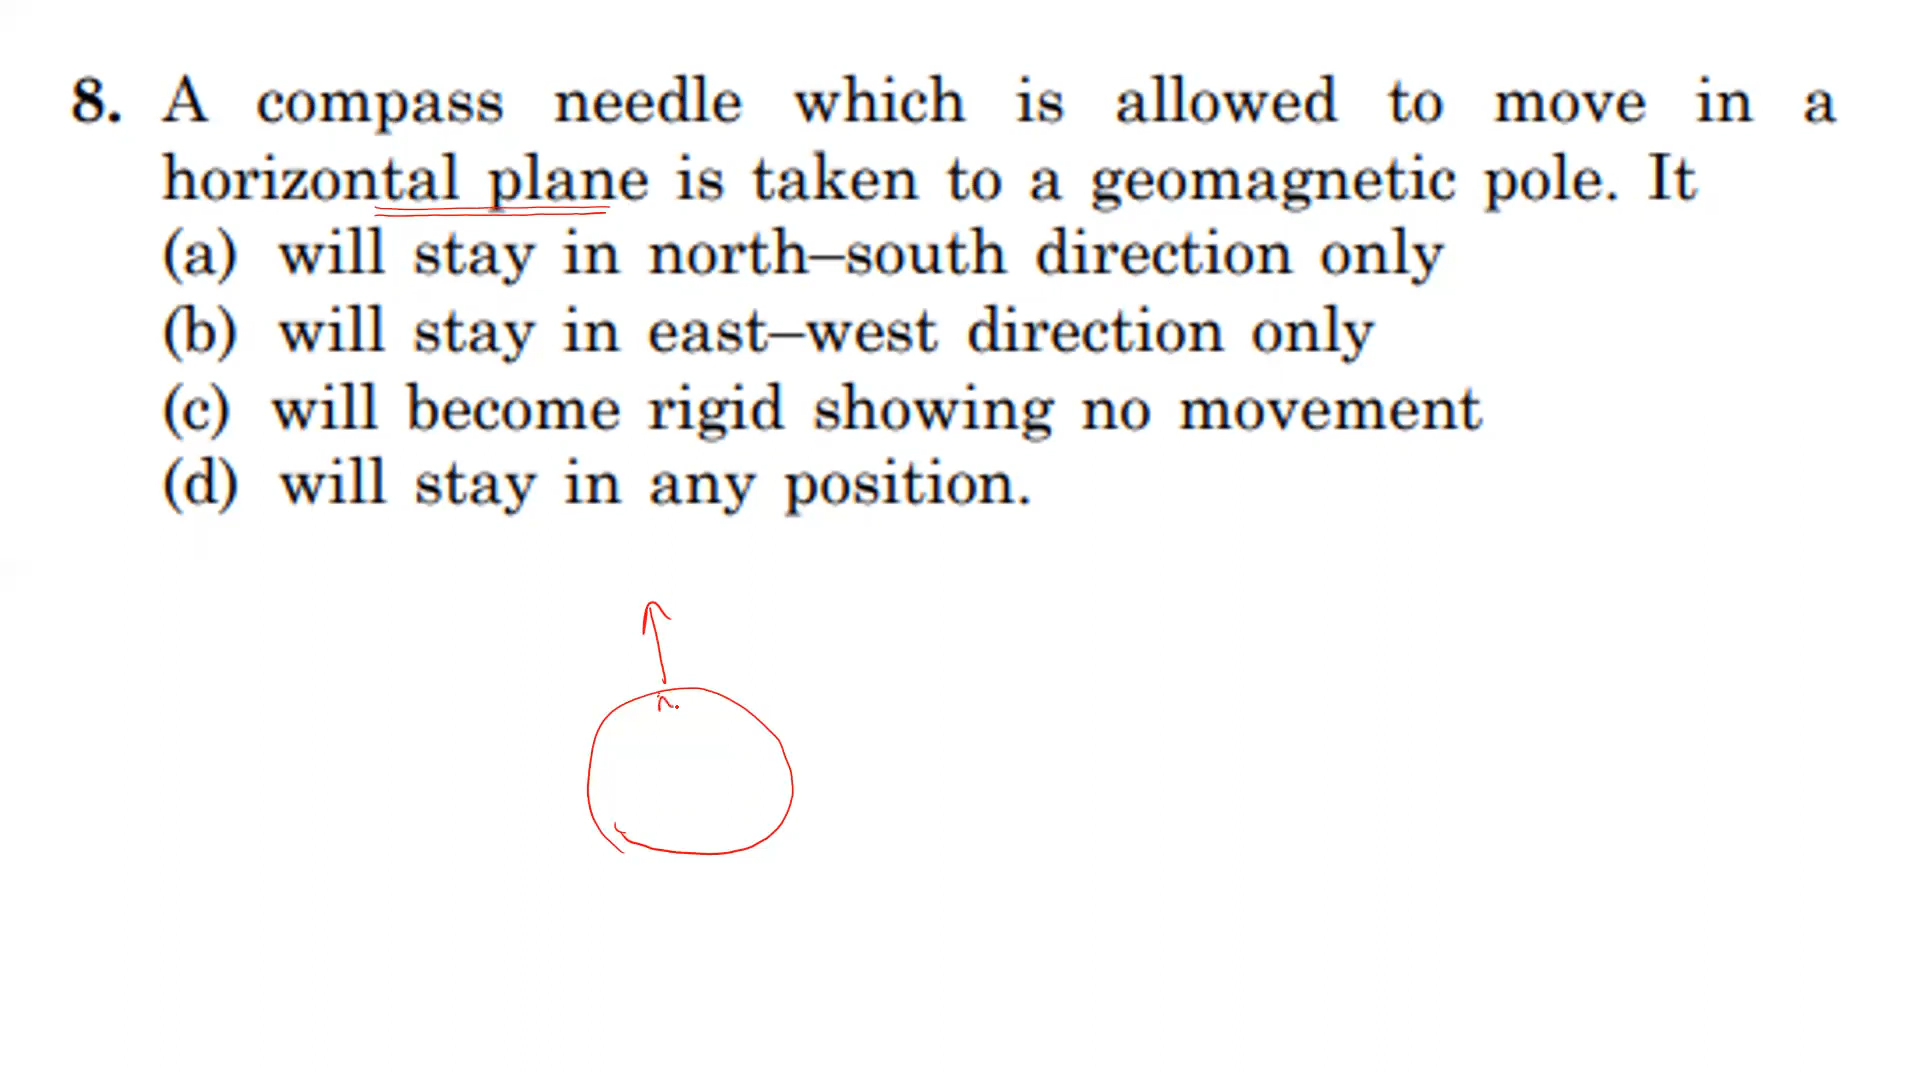 8. A compass needle which is allowed to move in a
horizontal plane is taken to a geomagnetic pole. It
(a) will stay in north–south direction only
(b) will stay in east–west direction only
(c) will become rigid showing no movement
(d) will stay in any position.